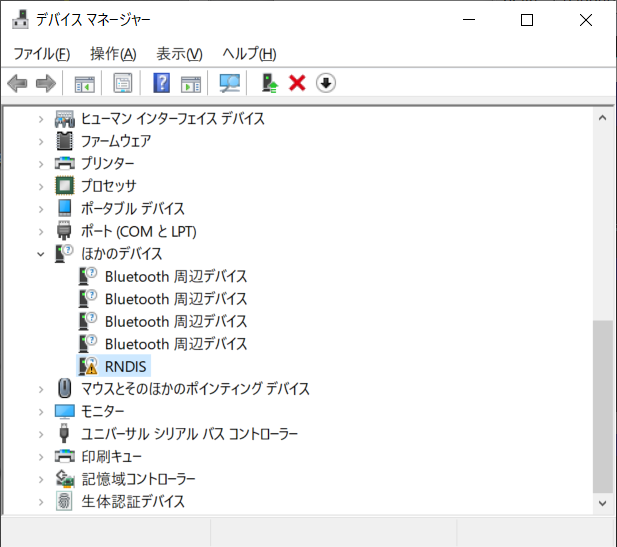 デバイス マネージャー
ファイル(F) 操作(A) 表示(V) ヘルプ(H)
ヒューマン インターフェイス デバイス
ファームウェア
プリンター
プロセッサ
ポータブル デバイス
ポート (COM と LPT)
ほかのデバイス
Bluetooth 周辺デバイス
Bluetooth 周辺デバイス
Bluetooth 周辺デバイス
Bluetooth 周辺デバイス
RNDIS
マウスとそのほかのポインティング デバイス
モニター
ユニバーサル シリアル バス コントローラー
印刷キュー
記憶域コントローラー
生体認証デバイス